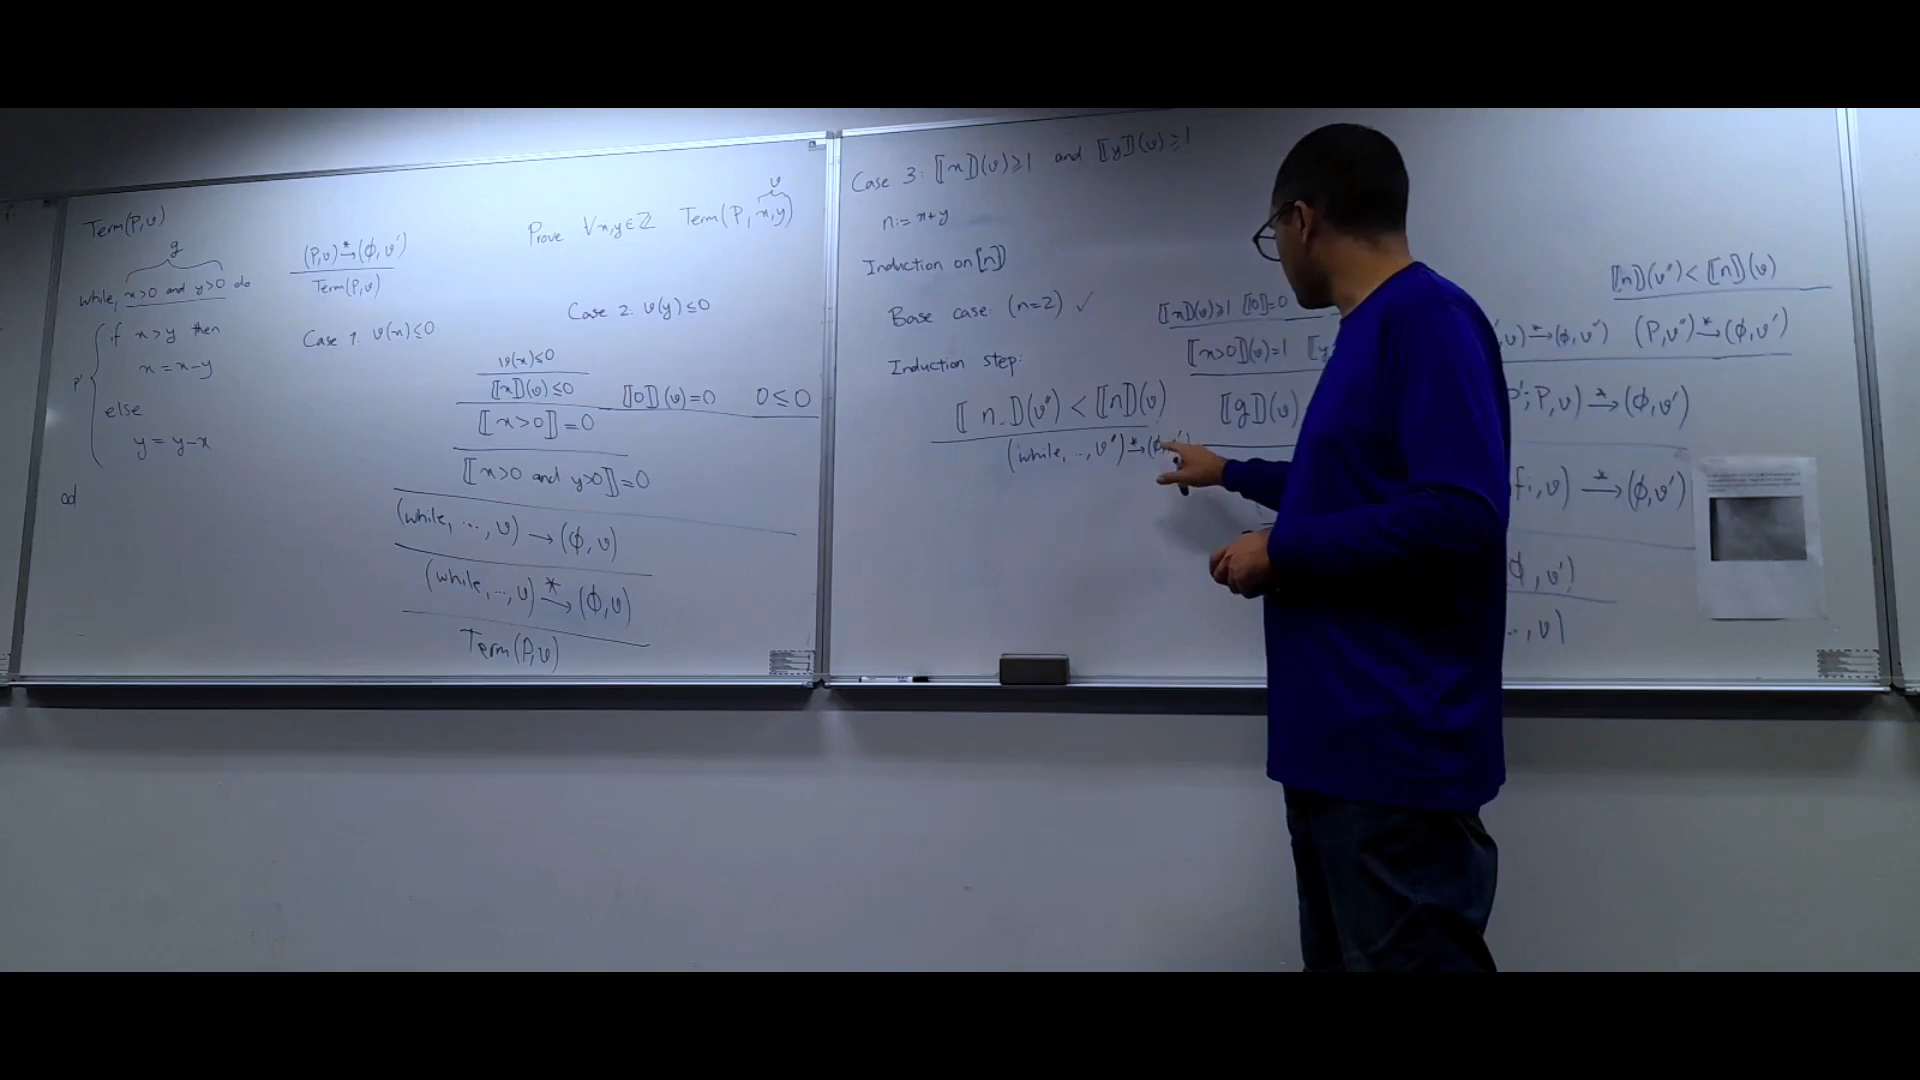 Term(P,v)
g
while, x>0 and y>0 do
P' { if x>y then
x = x-y
else
y = y-x
od
(P,v) →* (ϕ,v')
Term(P,v)
Prove ∀x,y∈ℤ Term(P, x,y)
v
Case 1. v(x)≤0
Case 2. v(y)≤0
v(x)≤0
⟦x⟧(v)≤0 ⟦0⟧(v)=0 0≤0
⟦x>0⟧=0
⟦x>0 and y>0⟧=0
(while, ..., v) → (ϕ, v)
(while, ..., v) →* (ϕ, v)
Term(P,v)
Case 3: ⟦x⟧(v)≥1 and ⟦y⟧(v)≥1
n:= x+y
Induction on ⟦n⟧
Base case: (n=2) ✓
Induction step:
⟦n⟧(v'') < ⟦n⟧(v)
(while, ..., v'') →* (ϕ, v')
⟦x⟧(v)≥1 ⟦0⟧=0
⟦x>0⟧(v)=1 ⟦y
⟦g⟧(v)
⟦n⟧(v'') < ⟦n⟧(v)
,v) →* (ϕ,v'') (P,v'') →* (ϕ,v')
P';P,v) →* (ϕ,v')
fi,v) →* (ϕ,v')
ϕ, v')
..., v)